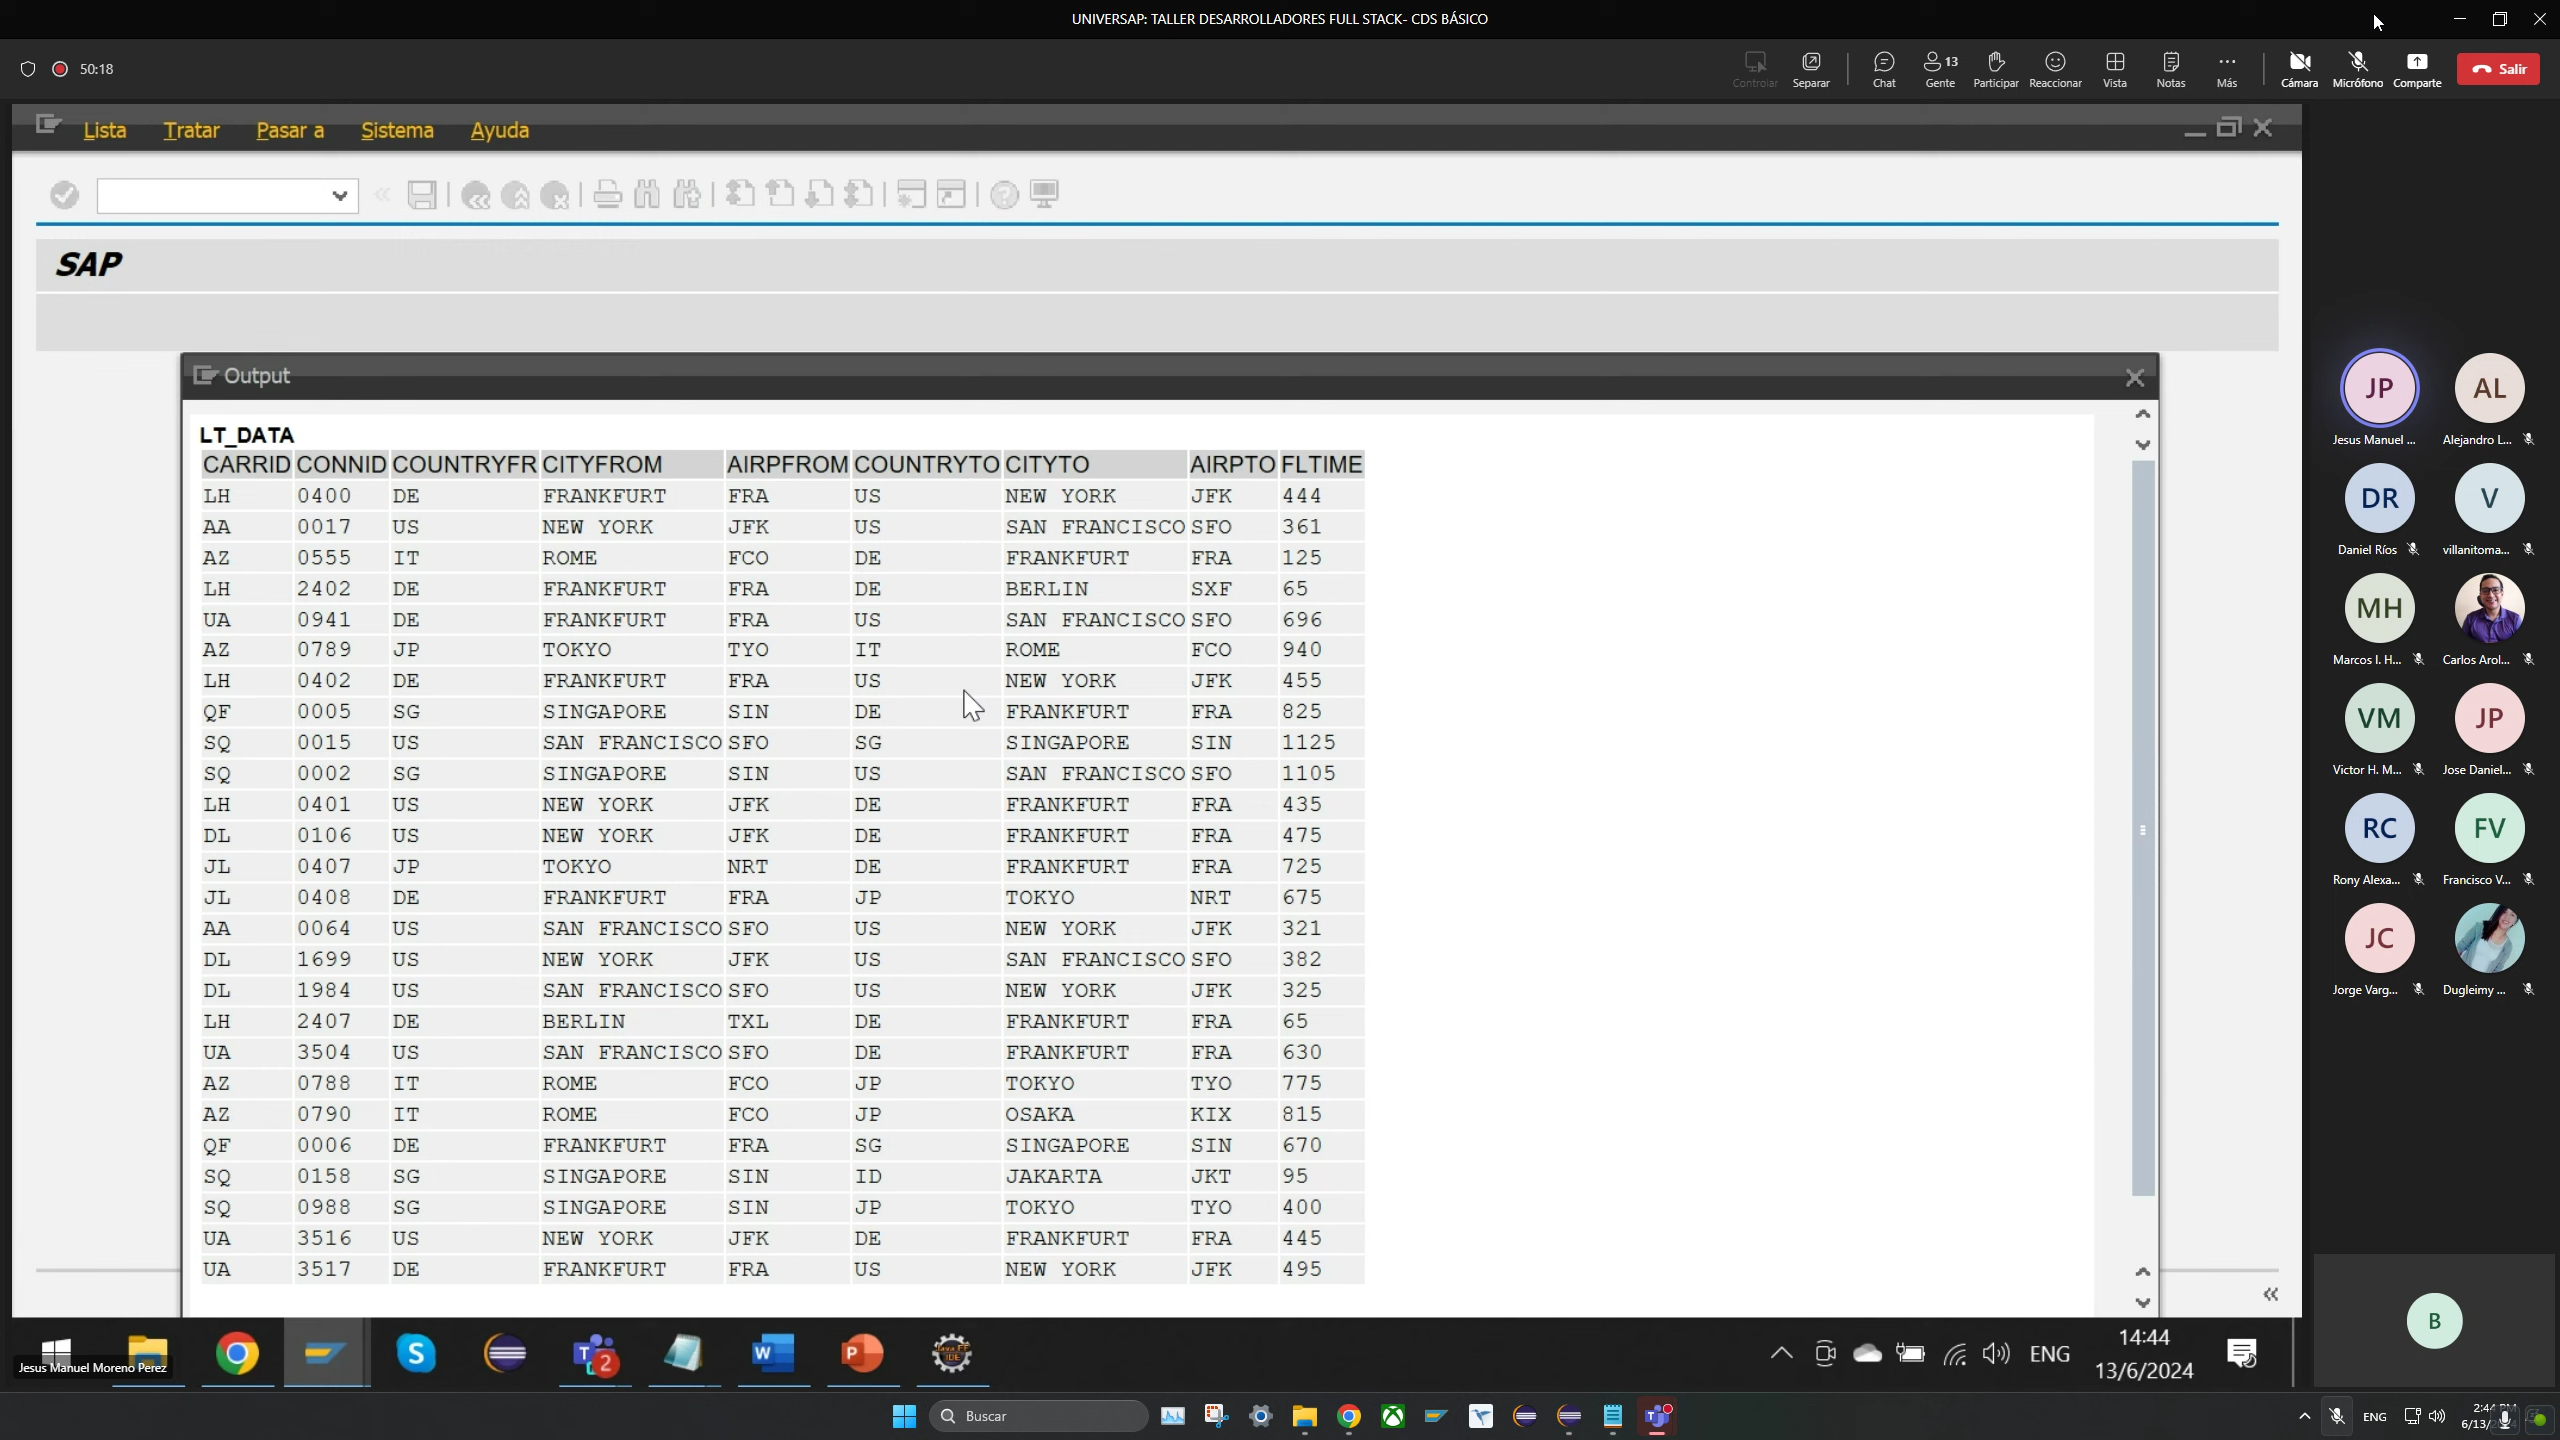 UNIVERSAP: TALLER DESARROLLADORES FULL STACK- CDS BÁSICO
50:18
Controlar Separar Chat Gente 13 Participar Reaccionar Vista Notas Más Cámara Micrófono Comparte Salir
Lista Tratar Pasar a Sistema Ayuda
SAP
Output
LT_DATA
CARRID CONNID COUNTRYFR CITYFROM AIRPFROM COUNTRYTO CITYTO AIRPTO FLTIME
LH 0400 DE FRANKFURT FRA US NEW YORK JFK 444
AA 0017 US NEW YORK JFK US SAN FRANCISCO SFO 361
AZ 0555 IT ROME FCO DE FRANKFURT FRA 125
LH 2402 DE FRANKFURT FRA DE BERLIN SXF 65
UA 0941 DE FRANKFURT FRA US SAN FRANCISCO SFO 696
AZ 0789 JP TOKYO TYO IT ROME FCO 940
LH 0402 DE FRANKFURT FRA US NEW YORK JFK 455
QF 0005 SG SINGAPORE SIN DE FRANKFURT FRA 825
SQ 0015 US SAN FRANCISCO SFO SG SINGAPORE SIN 1125
SQ 0002 SG SINGAPORE SIN US SAN FRANCISCO SFO 1105
LH 0401 US NEW YORK JFK DE FRANKFURT FRA 435
DL 0106 US NEW YORK JFK DE FRANKFURT FRA 475
JL 0407 JP TOKYO NRT DE FRANKFURT FRA 725
JL 0408 DE FRANKFURT FRA JP TOKYO NRT 675
AA 0064 US SAN FRANCISCO SFO US NEW YORK JFK 321
DL 1699 US NEW YORK JFK US SAN FRANCISCO SFO 382
DL 1984 US SAN FRANCISCO SFO US NEW YORK JFK 325
LH 2407 DE BERLIN TXL DE FRANKFURT FRA 65
UA 3504 US SAN FRANCISCO SFO DE FRANKFURT FRA 630
AZ 0788 IT ROME FCO JP TOKYO TYO 775
AZ 0790 IT ROME FCO JP OSAKA KIX 815
QF 0006 DE FRANKFURT FRA SG SINGAPORE SIN 670
SQ 0158 SG SINGAPORE SIN ID JAKARTA JKT 95
SQ 0988 SG SINGAPORE SIN JP TOKYO TYO 400
UA 3516 US NEW YORK JFK DE FRANKFURT FRA 445
UA 3517 DE FRANKFURT FRA US NEW YORK JFK 495
JP AL
Jesus Manuel ... Alejandro L...
DR V
Daniel Ríos villanitoma...
MH
Marcos I. H... Carlos Arol...
VM JP
Victor H. M... Jose Daniel...
RC FV
Rony Alexa... Francisco V...
JC
Jorge Varg... Dugleimy ...
B
Jesus Manuel Moreno Perez
2
ENG
14:44
13/6/2024
Buscar
ENG
2:44
6/13/